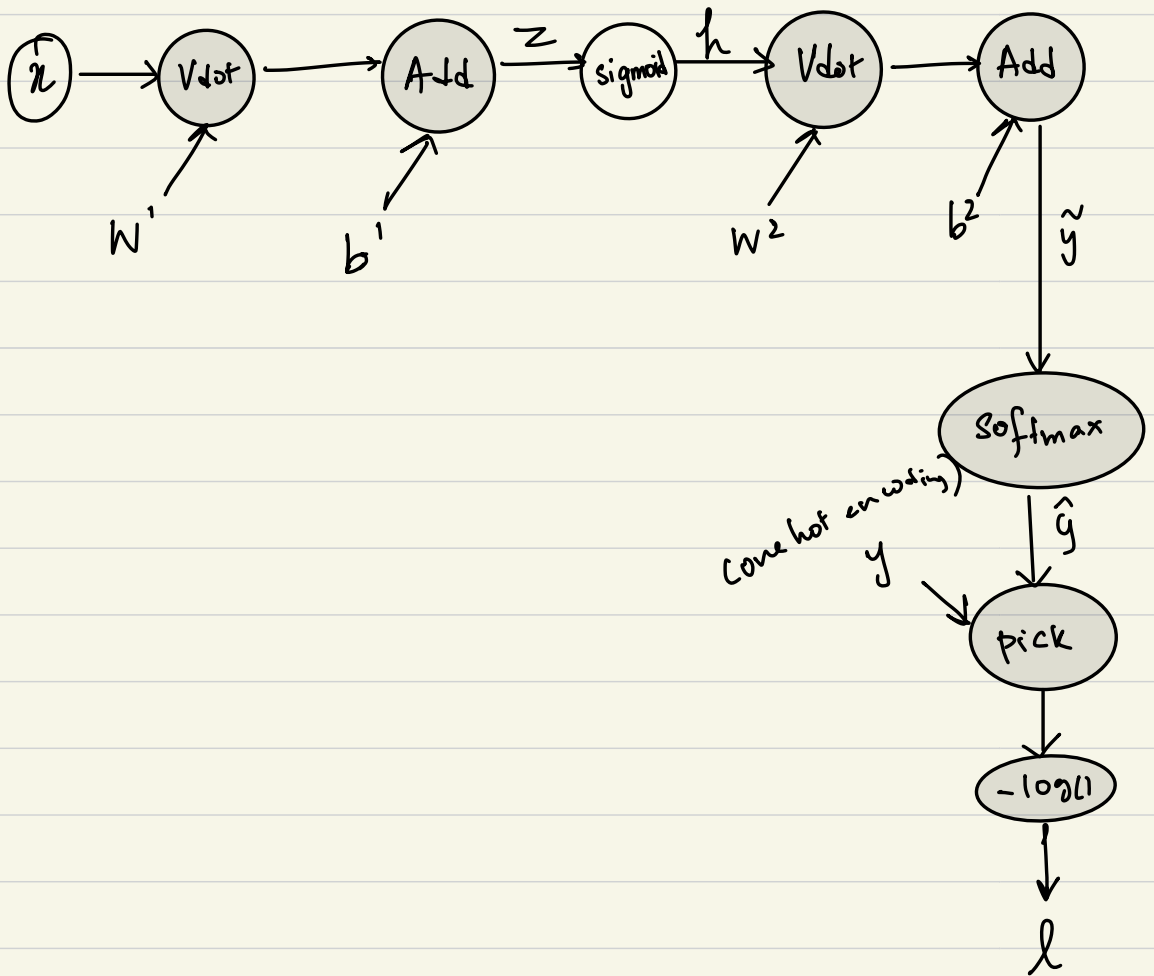 x Vdot Add z sigmoid h Vdot Add
W¹ b¹ W² b² ỹ
Softmax
(one hot encoding)
y ŷ
pick
-log()
l